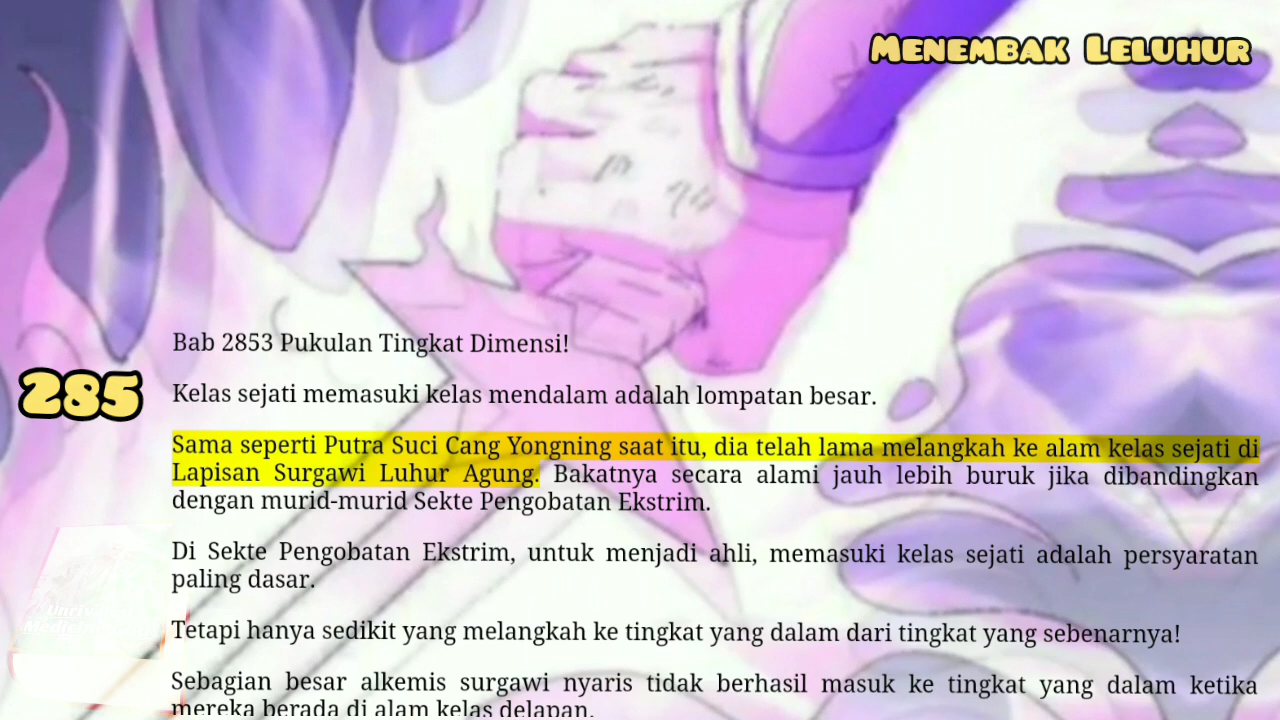 Menembak Leluhur
Bab 2853 Pukulan Tingkat Dimensi!
285
Kelas sejati memasuki kelas mendalam adalah lompatan besar.
Sama seperti Putra Suci Cang Yongning saat itu, dia telah lama melangkah ke alam kelas sejati di
Lapisan Surgawi Luhur Agung. Bakatnya secara alami jauh lebih buruk jika dibandingkan
dengan murid-murid Sekte Pengobatan Ekstrim.
Di Sekte Pengobatan Ekstrim, untuk menjadi ahli, memasuki kelas sejati adalah persyaratan
paling dasar.
Tetapi hanya sedikit yang melangkah ke tingkat yang dalam dari tingkat yang sebenarnya!
Sebagian besar alkemis surgawi nyaris tidak berhasil masuk ke tingkat yang dalam ketika
mereka berada di alam kelas delapan.